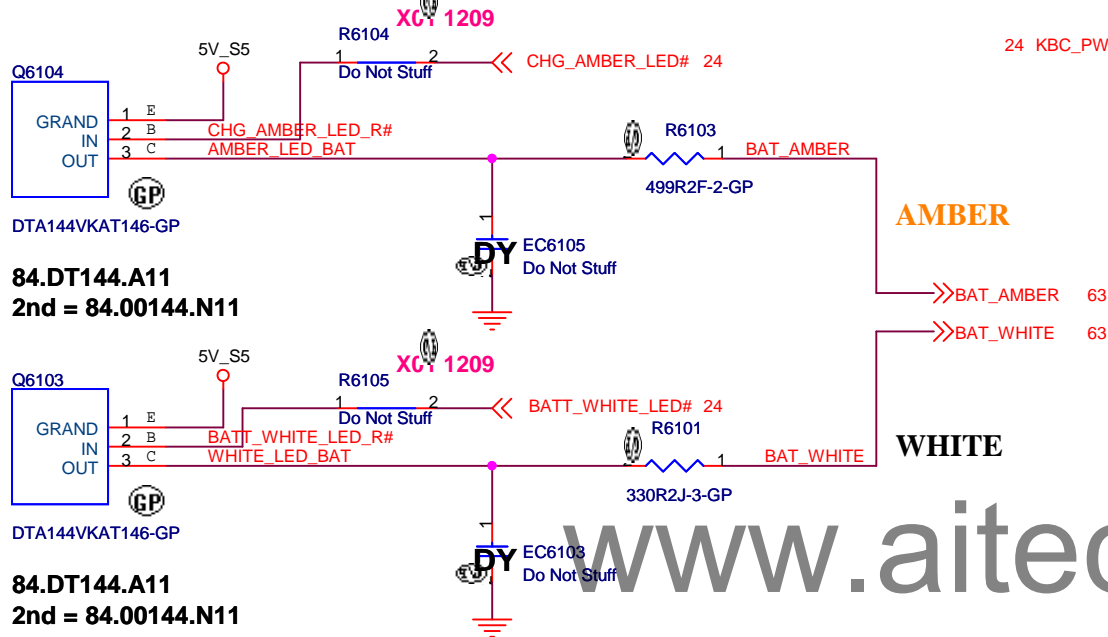 1209
R6104
24 KBC_PW
5V_S5
1 2
CHG_AMBER_LED# 24
Do Not Stuff
Q6104
GRAND 1 E
IN 2 B CHG_AMBER_LED_R#
OUT 3 C AMBER_LED_BAT
R6103
1 BAT_AMBER
499R2F-2-GP
GP
DTA144VKAT146-GP
AMBER
1
DY EC6105
Do Not Stuff
84.DT144.A11
2nd = 84.00144.N11
BAT_AMBER 63
BAT_WHITE 63
1209
5V_S5
R6105
Q6103
1 2
BATT_WHITE_LED# 24
Do Not Stuff
GRAND 1 E
IN 2 B BATT_WHITE_LED_R#
OUT 3 C WHITE_LED_BAT
R6101
1 BAT_WHITE
WHITE
330R2J-3-GP
GP
DTA144VKAT146-GP
1
DY EC6103
Do Not Stuff
www.aitec
84.DT144.A11
2nd = 84.00144.N11